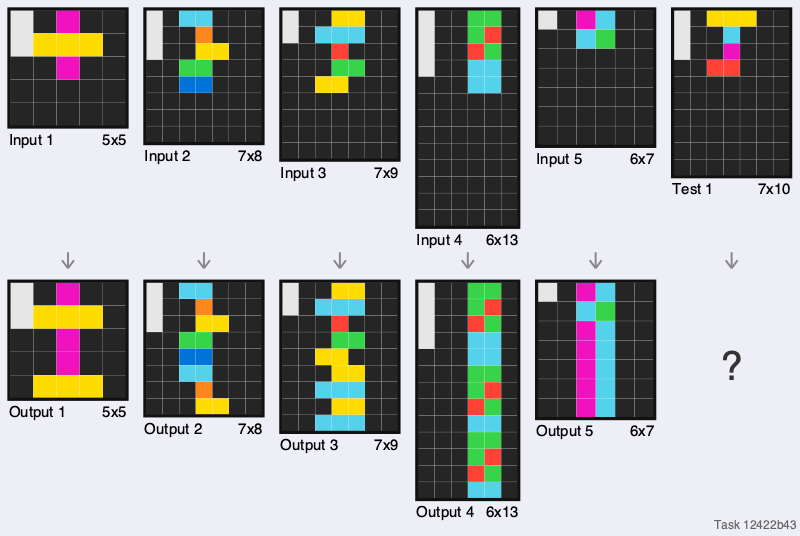 Input 1 5x5
Input 2 7x8
Input 3 7x9
Input 4 6x13
Input 5 6x7
Test 1 7x10
Output 1 5x5
Output 2 7x8
Output 3 7x9
Output 4 6x13
Output 5 6x7
?
Task 12422b43